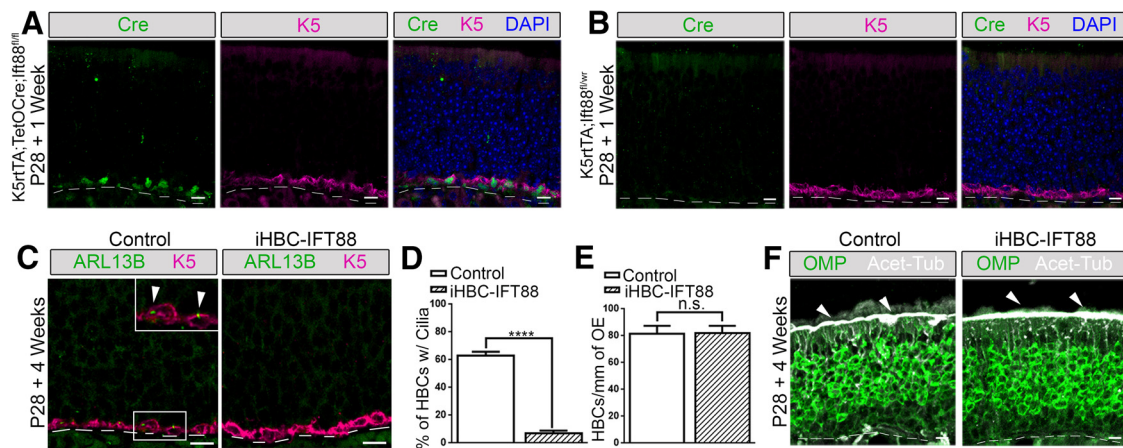 A
Cre
K5
Cre K5 DAPI
K5rtTA;TetOCre;Ift88fl/fl
P28 + 1 Week
B
Cre
K5
Cre K5 DAPI
K5rtTA;Ift88fl/wr
P28 + 1 Week
C
Control
iHBC-IFT88
ARL13B K5
ARL13B K5
P28 + 4 Weeks
D
Control
iHBC-IFT88
****
% of HBCs w/ Cilia
100
80
60
40
20
0
E
Control
iHBC-IFT88
n.s.
HBCs/mm of OE
100
80
60
40
20
0
F
Control
iHBC-IFT88
OMP Acet-Tub
OMP Acet-Tub
P28 + 4 Weeks